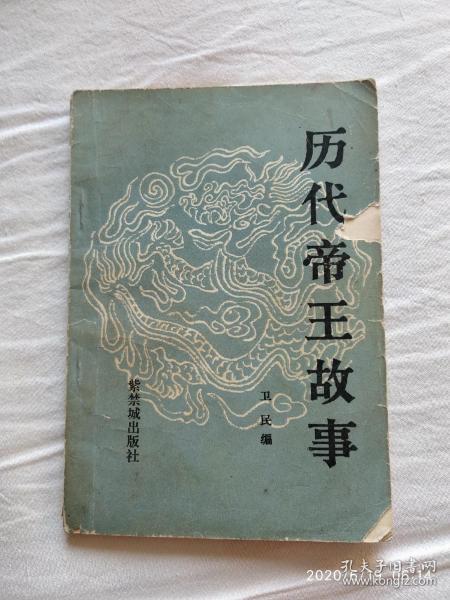 历代帝王故事
卫民编
紫禁城出版社
孔夫子旧书网